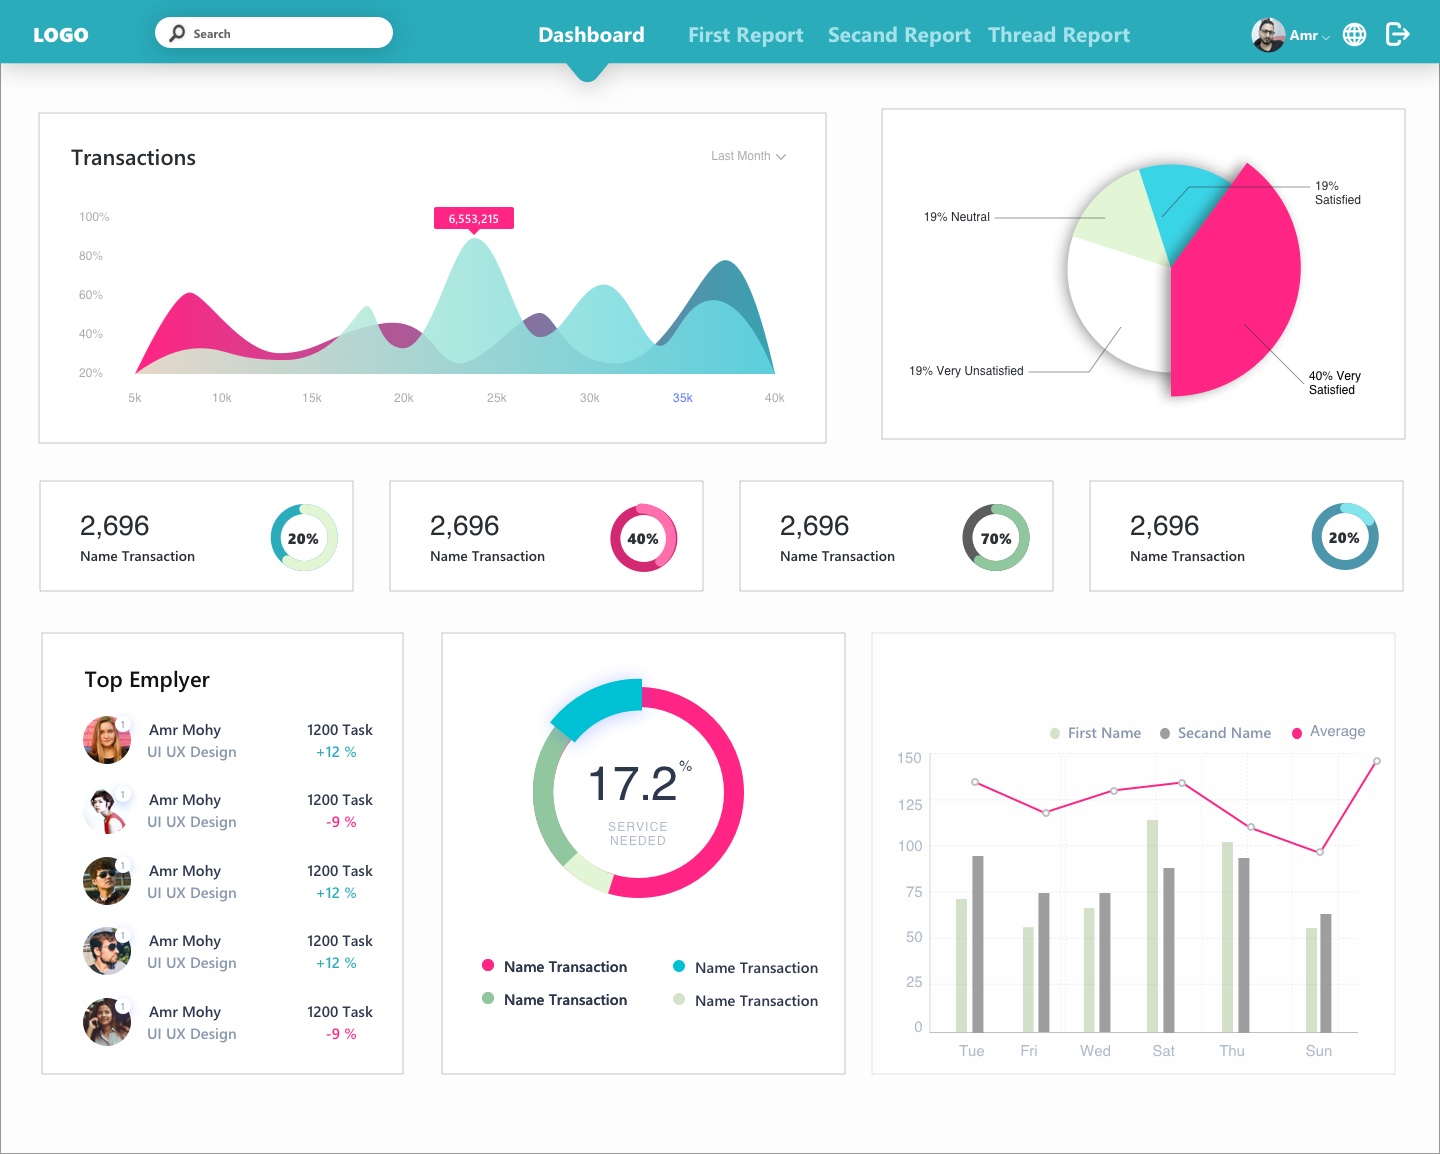 LOGO
Search
Dashboard
First Report
Secand Report
Thread Report
Amr
Transactions
Last Month
6,553,215
100%
80%
60%
40%
20%
5k 10k 15k 20k 25k 30k 35k 40k
19% Neutral
19%
Satisfied
19% Very Unsatisfied
40% Very
Satisfied
2,696
Name Transaction
20%
2,696
Name Transaction
40%
2,696
Name Transaction
70%
2,696
Name Transaction
20%
Top Emplyer
1
Amr Mohy 1200 Task
UI UX Design +12 %
1
Amr Mohy 1200 Task
UI UX Design -9 %
1
Amr Mohy 1200 Task
UI UX Design +12 %
1
Amr Mohy 1200 Task
UI UX Design +12 %
1
Amr Mohy 1200 Task
UI UX Design -9 %
17.2%
SERVICE
NEEDED
Name Transaction Name Transaction
Name Transaction Name Transaction
First Name Secand Name Average
150
125
100
75
50
25
0
Tue Fri Wed Sat Thu Sun